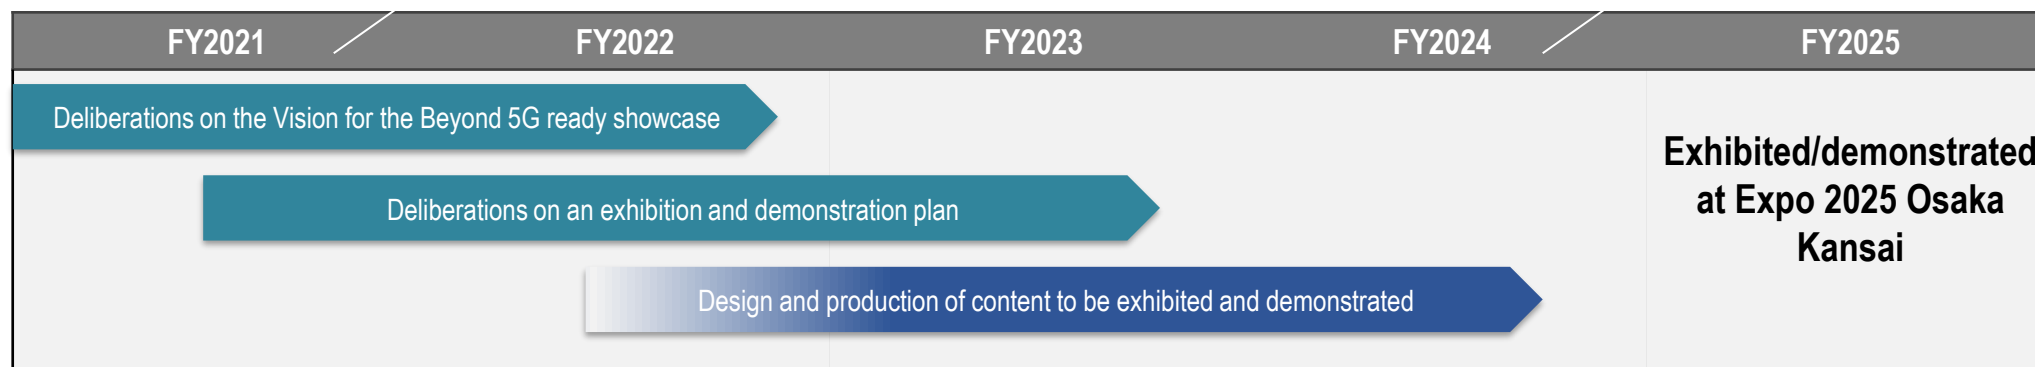 FY2021 FY2022 FY2023 FY2024 FY2025
Deliberations on the Vision for the Beyond 5G ready showcase
Deliberations on an exhibition and demonstration plan
Design and production of content to be exhibited and demonstrated
Exhibited/demonstrated
at Expo 2025 Osaka
Kansai